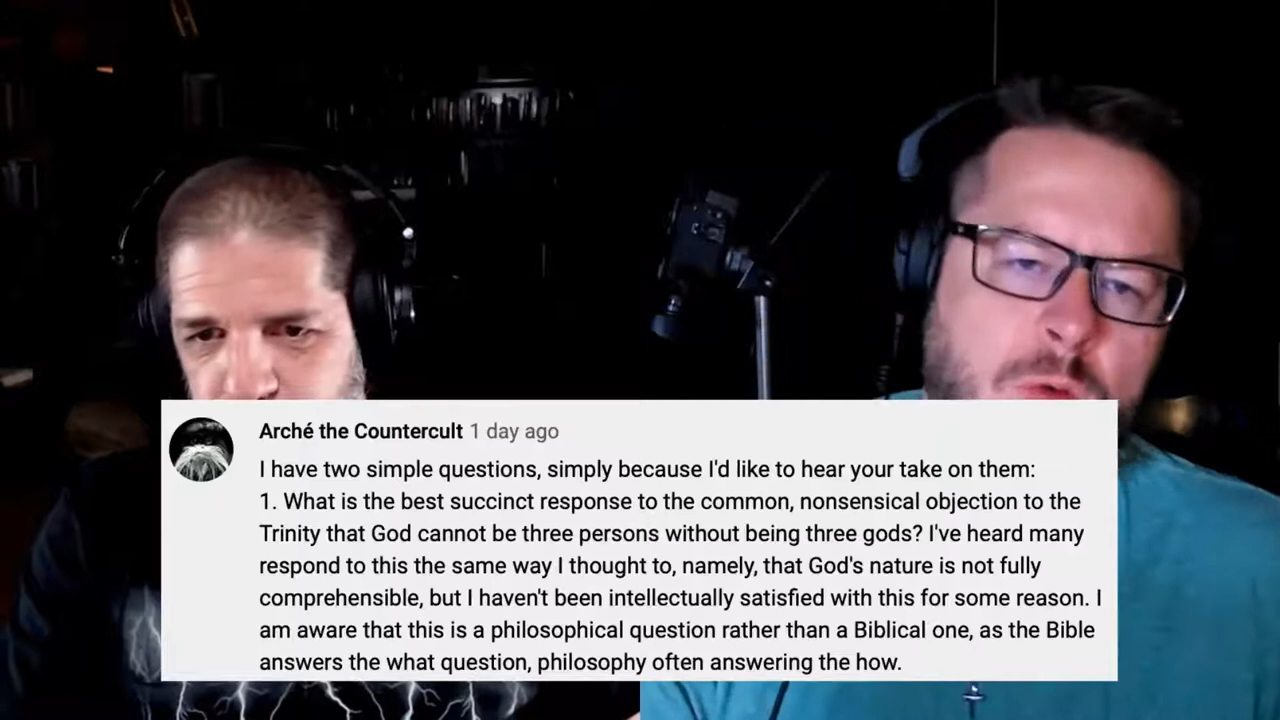 Arché the Countercult 1 day ago
I have two simple questions, simply because I'd like to hear your take on them:
1. What is the best succinct response to the common, nonsensical objection to the
Trinity that God cannot be three persons without being three gods? I've heard many
respond to this the same way I thought to, namely, that God's nature is not fully
comprehensible, but I haven't been intellectually satisfied with this for some reason. I
am aware that this is a philosophical question rather than a Biblical one, as the Bible
answers the what question, philosophy often answering the how.